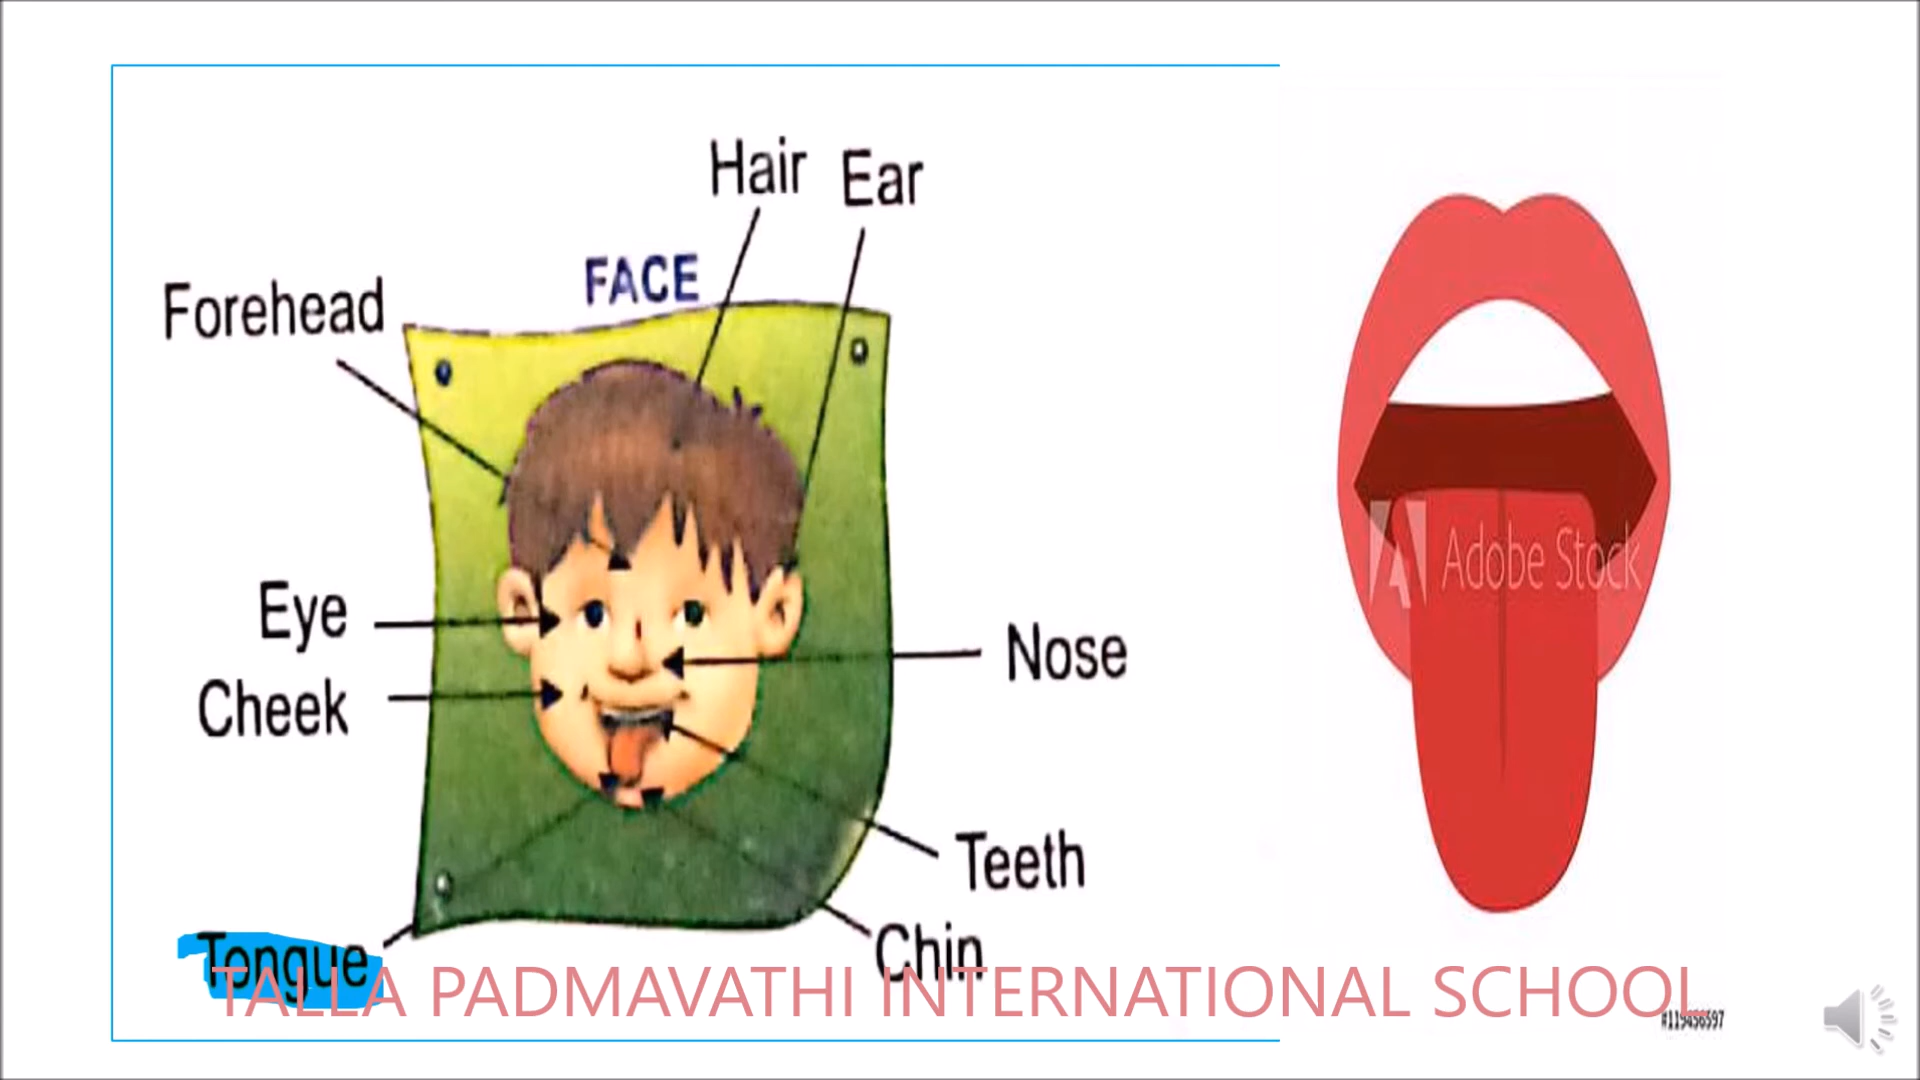 Hair Ear
FACE
Forehead
Eye
Cheek
Nose
Teeth
Chin
Tongue
TALLA PADMAVATHI INTERNATIONAL SCHOOL
Adobe Stock